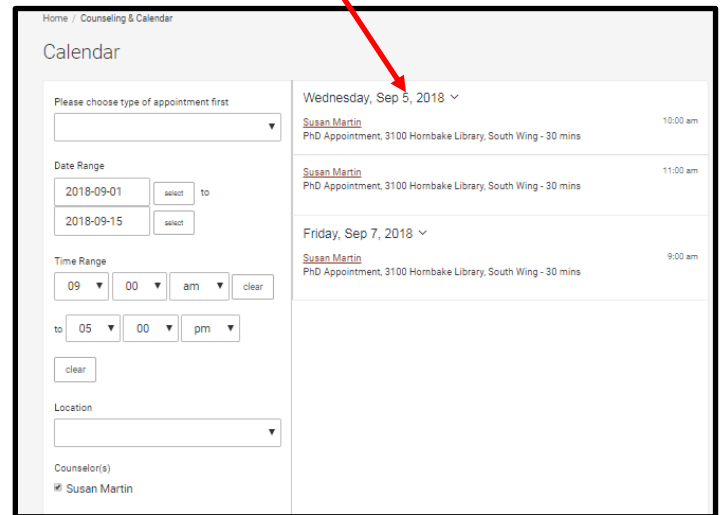 Home / Counseling & Calendar
Calendar
Please choose type of appointment first
Date Range
2018-09-01 select to
2018-09-15 select
Time Range
09 00 am clear
to 05 00 pm
clear
Location
Counselor(s)
Susan Martin
Wednesday, Sep 5, 2018
Susan Martin 10:00 am
PhD Appointment, 3100 Hornbake Library, South Wing - 30 mins
Susan Martin 11:00 am
PhD Appointment, 3100 Hornbake Library, South Wing - 30 mins
Friday, Sep 7, 2018
Susan Martin 9:00 am
PhD Appointment, 3100 Hornbake Library, South Wing - 30 mins